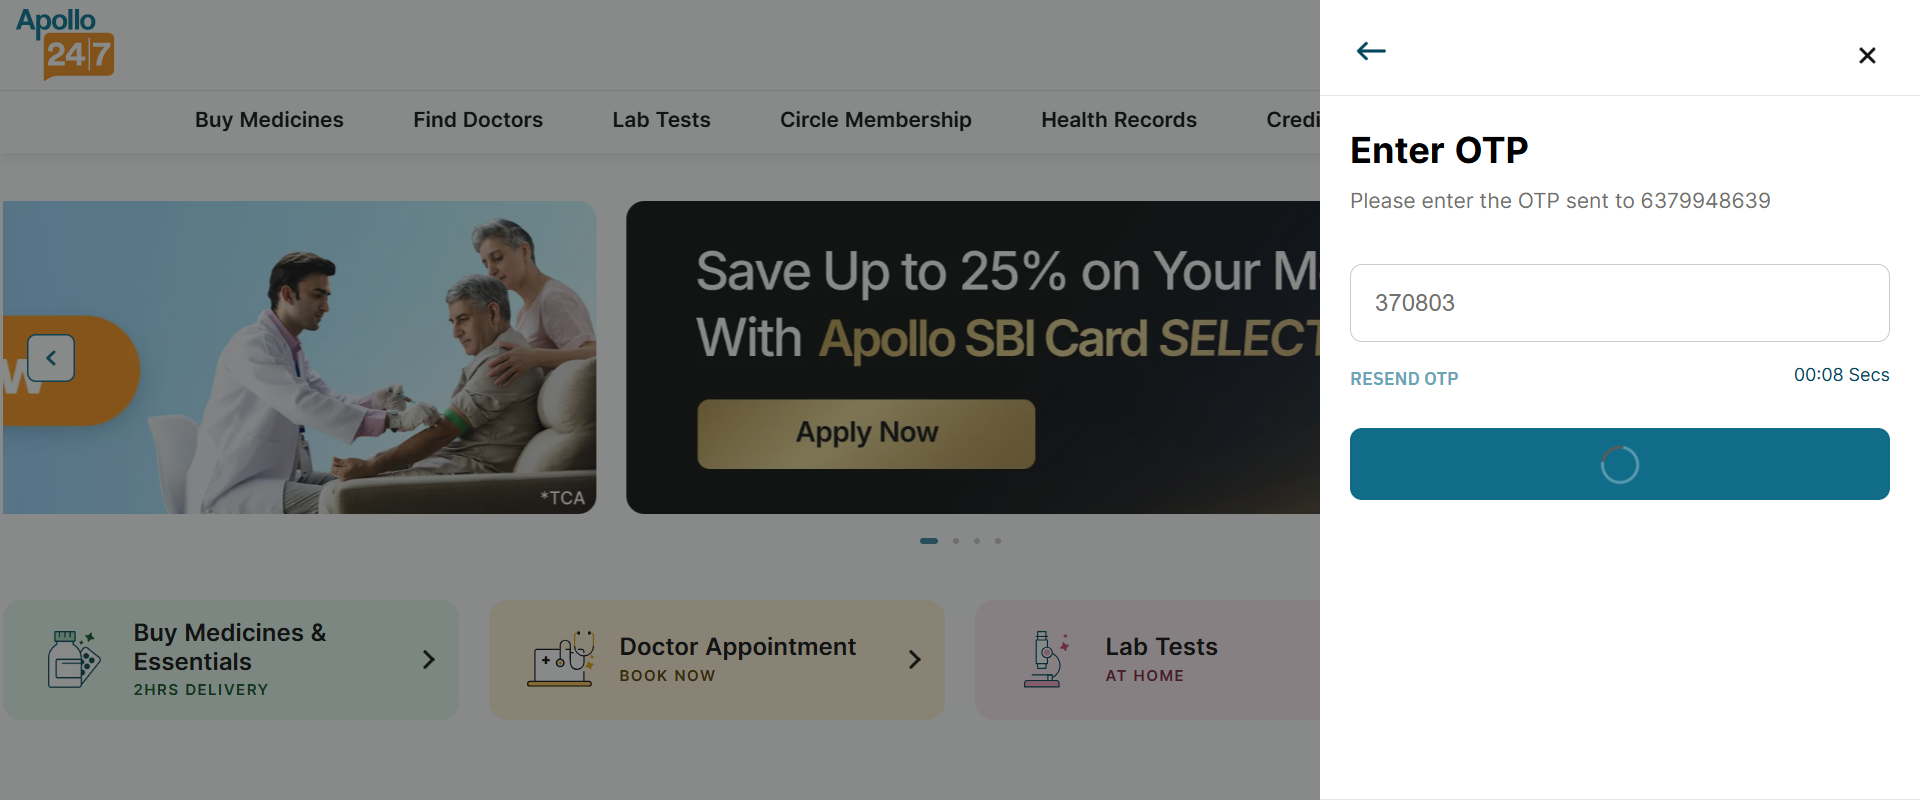 Apollo
24|7
Buy Medicines
Find Doctors
Lab Tests
Circle Membership
Health Records
*TCA
Save Up to 25% on Your
With Apollo SBI Card SELECT
Apply Now
Buy Medicines &
Essentials
2HRS DELIVERY
Doctor Appointment
BOOK NOW
Lab Tests
AT HOME
Enter OTP
Please enter the OTP sent to 6379948639
370803
RESEND OTP
00:08 Secs